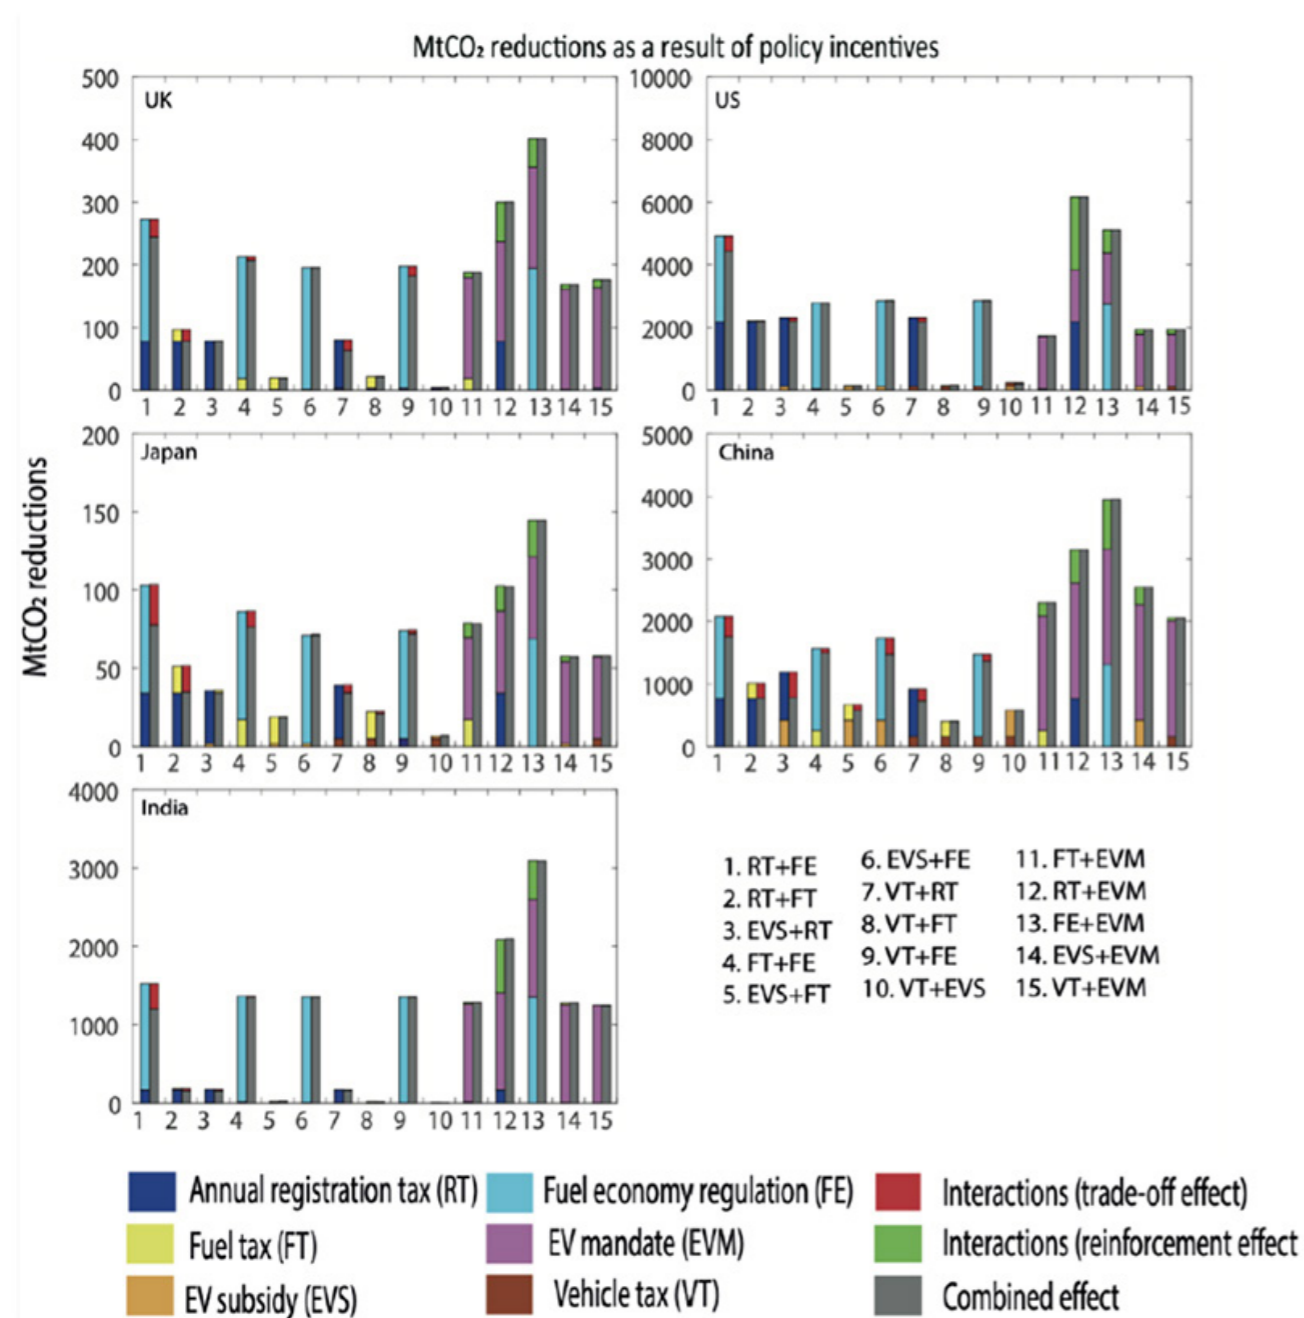 MtCO₂ reductions as a result of policy incentives
MtCO₂ reductions
UK
500
400
300
200
100
0
1 2 3 4 5 6 7 8 9 10 11 12 13 14 15
US
10000
8000
6000
4000
2000
0
1 2 3 4 5 6 7 8 9 10 11 12 13 14 15
Japan
200
150
100
50
0
1 2 3 4 5 6 7 8 9 10 11 12 13 14 15
China
5000
4000
3000
2000
1000
0
1 2 3 4 5 6 7 8 9 10 11 12 13 14 15
India
4000
3000
2000
1000
0
1 2 3 4 5 6 7 8 9 10 11 12 13 14 15
1. RT+FE
2. RT+FT
3. EVS+RT
4. FT+FE
5. EVS+FT
6. EVS+FE
7. VT+RT
8. VT+FT
9. VT+FE
10. VT+EVS
11. FT+EVM
12. RT+EVM
13. FE+EVM
14. EVS+EVM
15. VT+EVM
Annual registration tax (RT)
Fuel tax (FT)
EV subsidy (EVS)
Fuel economy regulation (FE)
EV mandate (EVM)
Vehicle tax (VT)
Interactions (trade-off effect)
Interactions (reinforcement effect
Combined effect